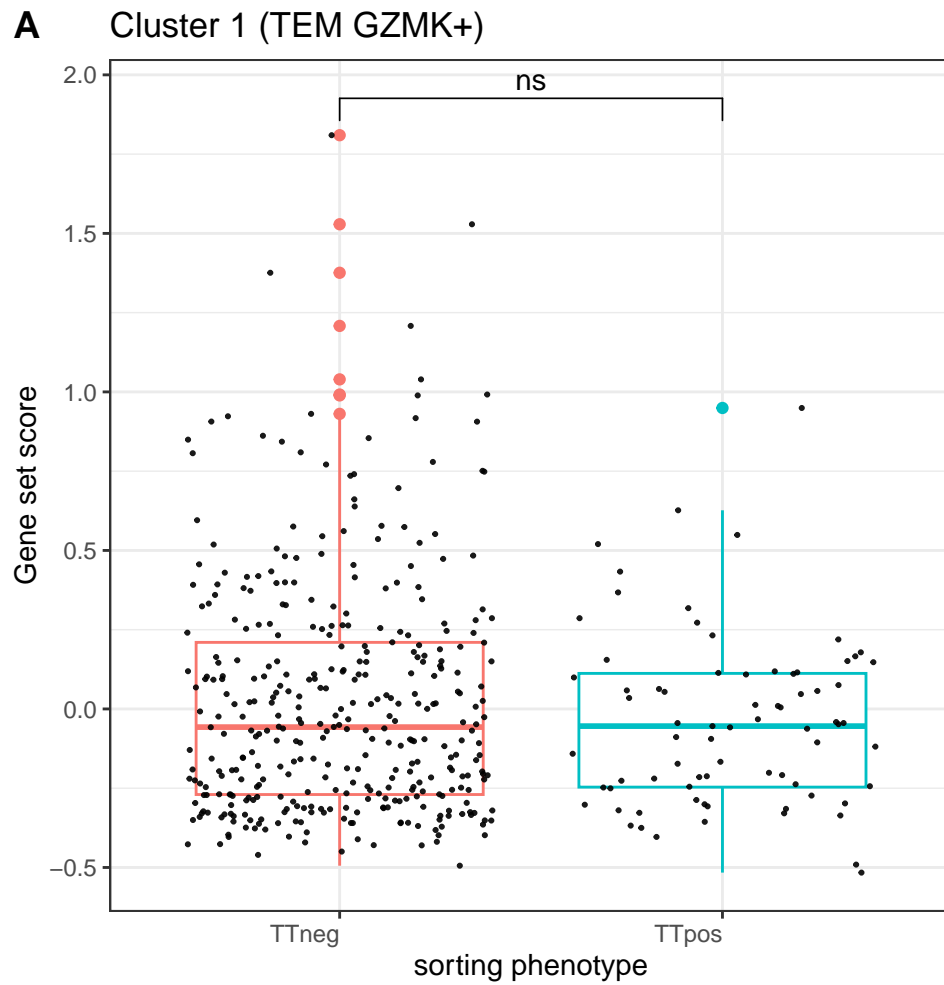 A Cluster 1 (TEM GZMK+)
ns
2.0
1.5
1.0
0.5
0.0
−0.5
Gene set score
TTneg TTpos
sorting phenotype